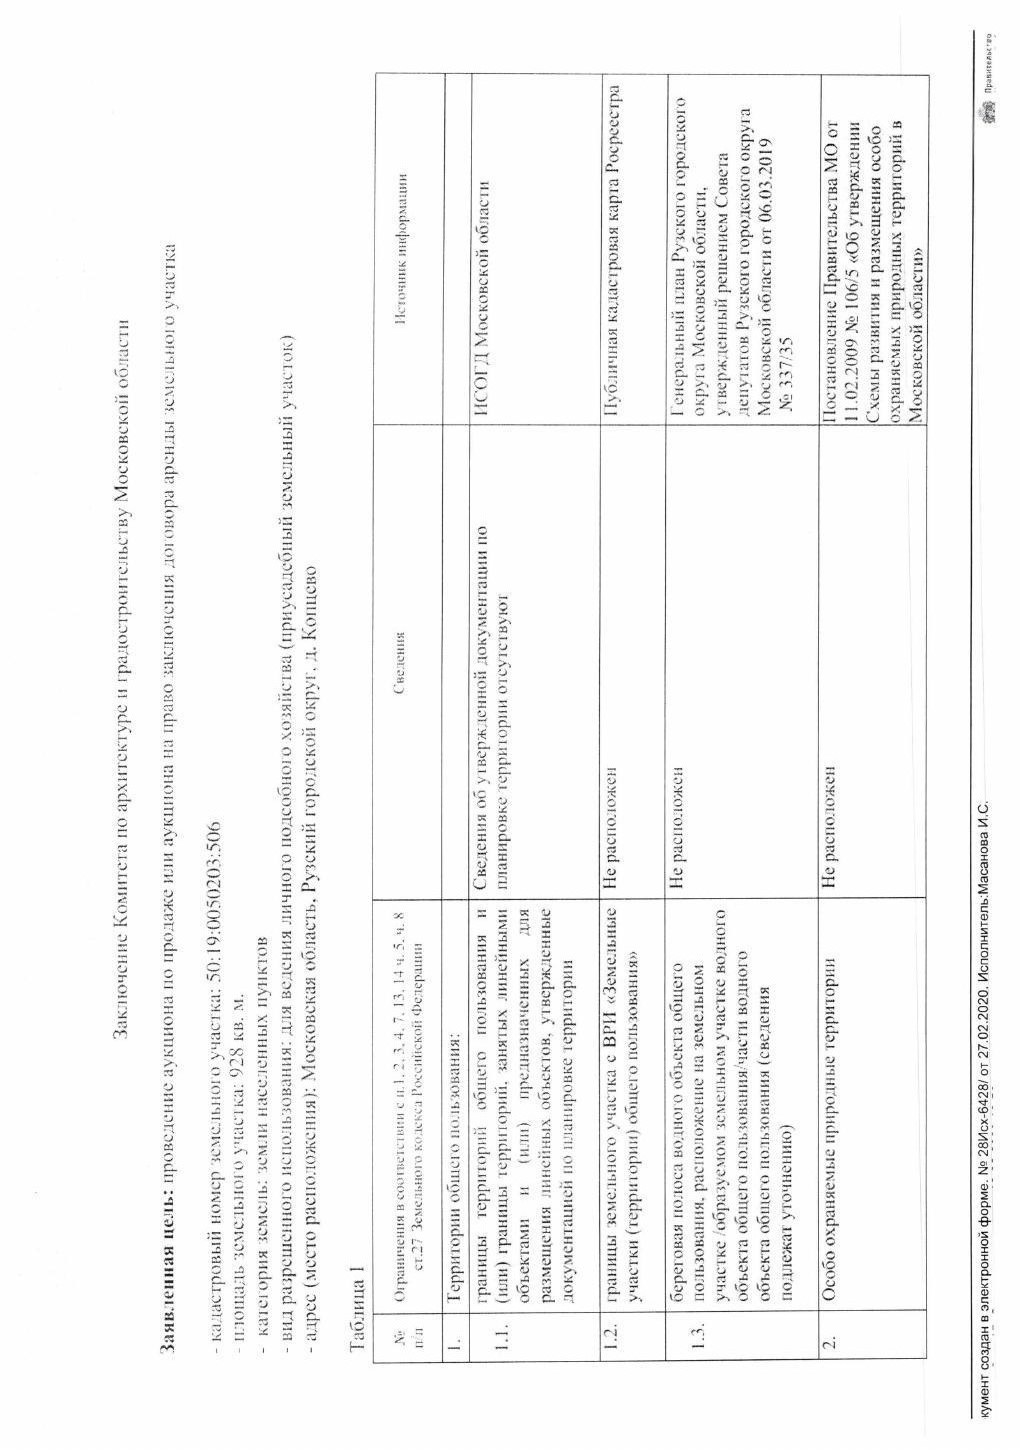 Заключение Комитета по архитектуре и градостроительству Московской области
Заявленная цель: проведение аукциона по продаже или аукциона на право заключения договора аренды земельного участка
- кадастровый номер земельного участка: 50:19:0050203:506
- площадь земельного участка: 928 кв. м.
- категория земель: земли населенных пунктов
- вид разрешенного использования: для ведения личного подсобного хозяйства (приусадебный земельный участок)
- адрес (место расположения): Московская область, Рузский городской округ, д. Копцево
Таблица 1
№
п/п
Ограничения в соответствии с п.1, 2, 3, 4, 7, 13, 14 ч. 5, ч. 8
ст.27 Земельного кодекса Российской Федерации
Сведения
Источник информации
1.
Территории общего пользования:
1.1.
границы территорий общего пользования и
(или) границы территорий, занятых линейными
объектами и (или) предназначенных для
размещения линейных объектов, утвержденные
документацией по планировке территории
Сведения об утвержденной документации по
планировке территории отсутствуют
ИСОГД Московской области
1.2.
границы земельного участка с ВРИ «Земельные
участки (территории) общего пользования»
Не расположен
Публичная кадастровая карта Росреестра
1.3.
береговая полоса водного объекта общего
пользования, расположение на земельном
участке /образуемом земельном участке водного
объекта общего пользования/части водного
объекта общего пользования (сведения
подлежат уточнению)
Не расположен
Генеральный план Рузского городского
округа Московской области,
утвержденный решением Совета
депутатов Рузского городского округа
Московской области от 06.03.2019
№ 337/35
2.
Особо охраняемые природные территории
Не расположен
Постановление Правительства МО от
11.02.2009 № 106/5 «Об утверждении
Схемы развития и размещения особо
охраняемых природных территорий в
Московской области»
кумент создан в электронной форме. № 28Исх-6428/ от 27.02.2020. Исполнитель:Масанова И.С.
Правительство